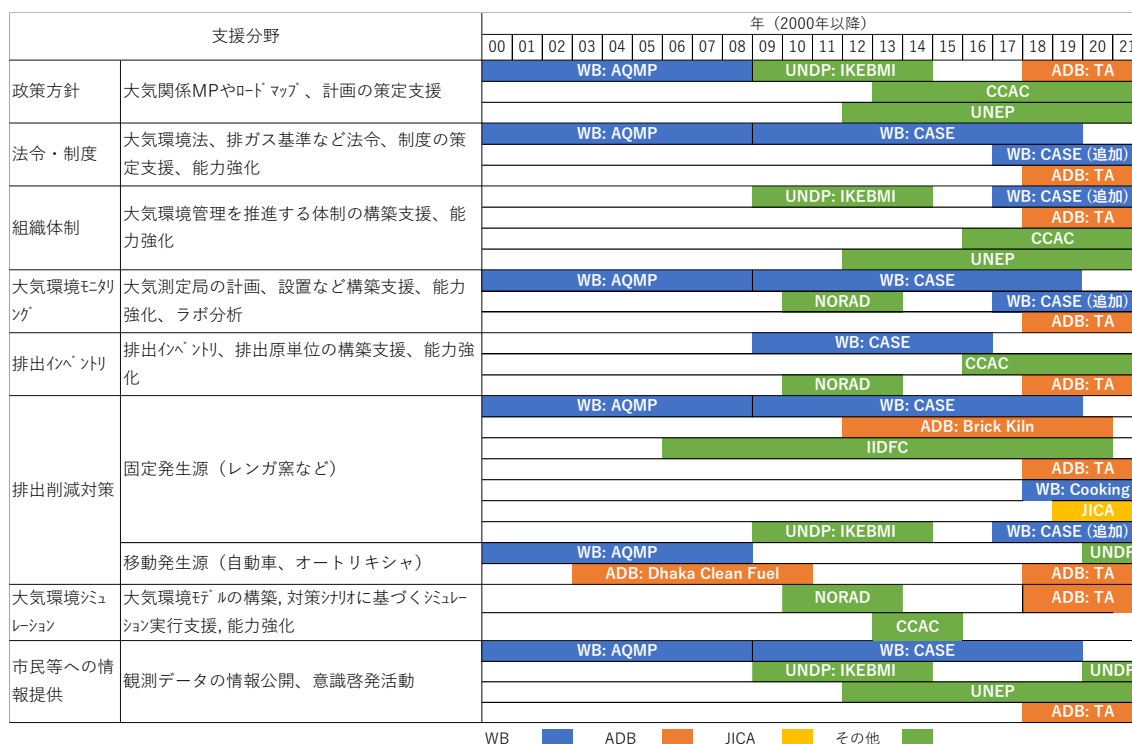 支援分野
年（2000年以降）
00 01 02 03 04 05 06 07 08 09 10 11 12 13 14 15 16 17 18 19 20 21
政策方針
大気関係MPやﾛｰﾄﾞﾏｯﾌﾟ、計画の策定支援
WB: AQMP UNDP: IKEBMI ADB: TA
CCAC
UNEP
法令・制度
大気環境法、排ガス基準など法令、制度の策
定支援、能力強化
WB: AQMP WB: CASE
WB: CASE (追加)
ADB: TA
組織体制
大気環境管理を推進する体制の構築支援、能
力強化
UNDP: IKEBMI WB: CASE (追加)
ADB: TA
CCAC
UNEP
大気環境ﾓﾆﾀﾘ
ﾝｸﾞ
大気測定局の計画、設置など構築支援、能力
強化、ラボ分析
WB: AQMP WB: CASE
NORAD WB: CASE (追加)
ADB: TA
排出ｲﾝﾍﾞﾝﾄﾘ
排出ｲﾝﾍﾞﾝﾄﾘ、排出原単位の構築支援、能力強
化
WB: CASE
CCAC
NORAD ADB: TA
排出削減対策
固定発生源（レンガ窯など）
WB: AQMP WB: CASE
ADB: Brick Kiln
IIDFC
ADB: TA
WB: Cooking
JICA
UNDP: IKEBMI WB: CASE (追加)
移動発生源（自動車、オートリキシャ）
WB: AQMP UNDP
ADB: Dhaka Clean Fuel ADB: TA
大気環境ｼﾐｭ
ﾚｰｼｮﾝ
大気環境ﾓﾃﾞﾙの構築, 対策ｼﾅﾘｵに基づくｼﾐｭﾚｰ
ｼｮﾝ実行支援, 能力強化
NORAD ADB: TA
CCAC
市民等への情
報提供
観測データの情報公開、意識啓発活動
WB: AQMP WB: CASE
UNDP: IKEBMI UNDP
UNEP
ADB: TA
WB ADB JICA その他